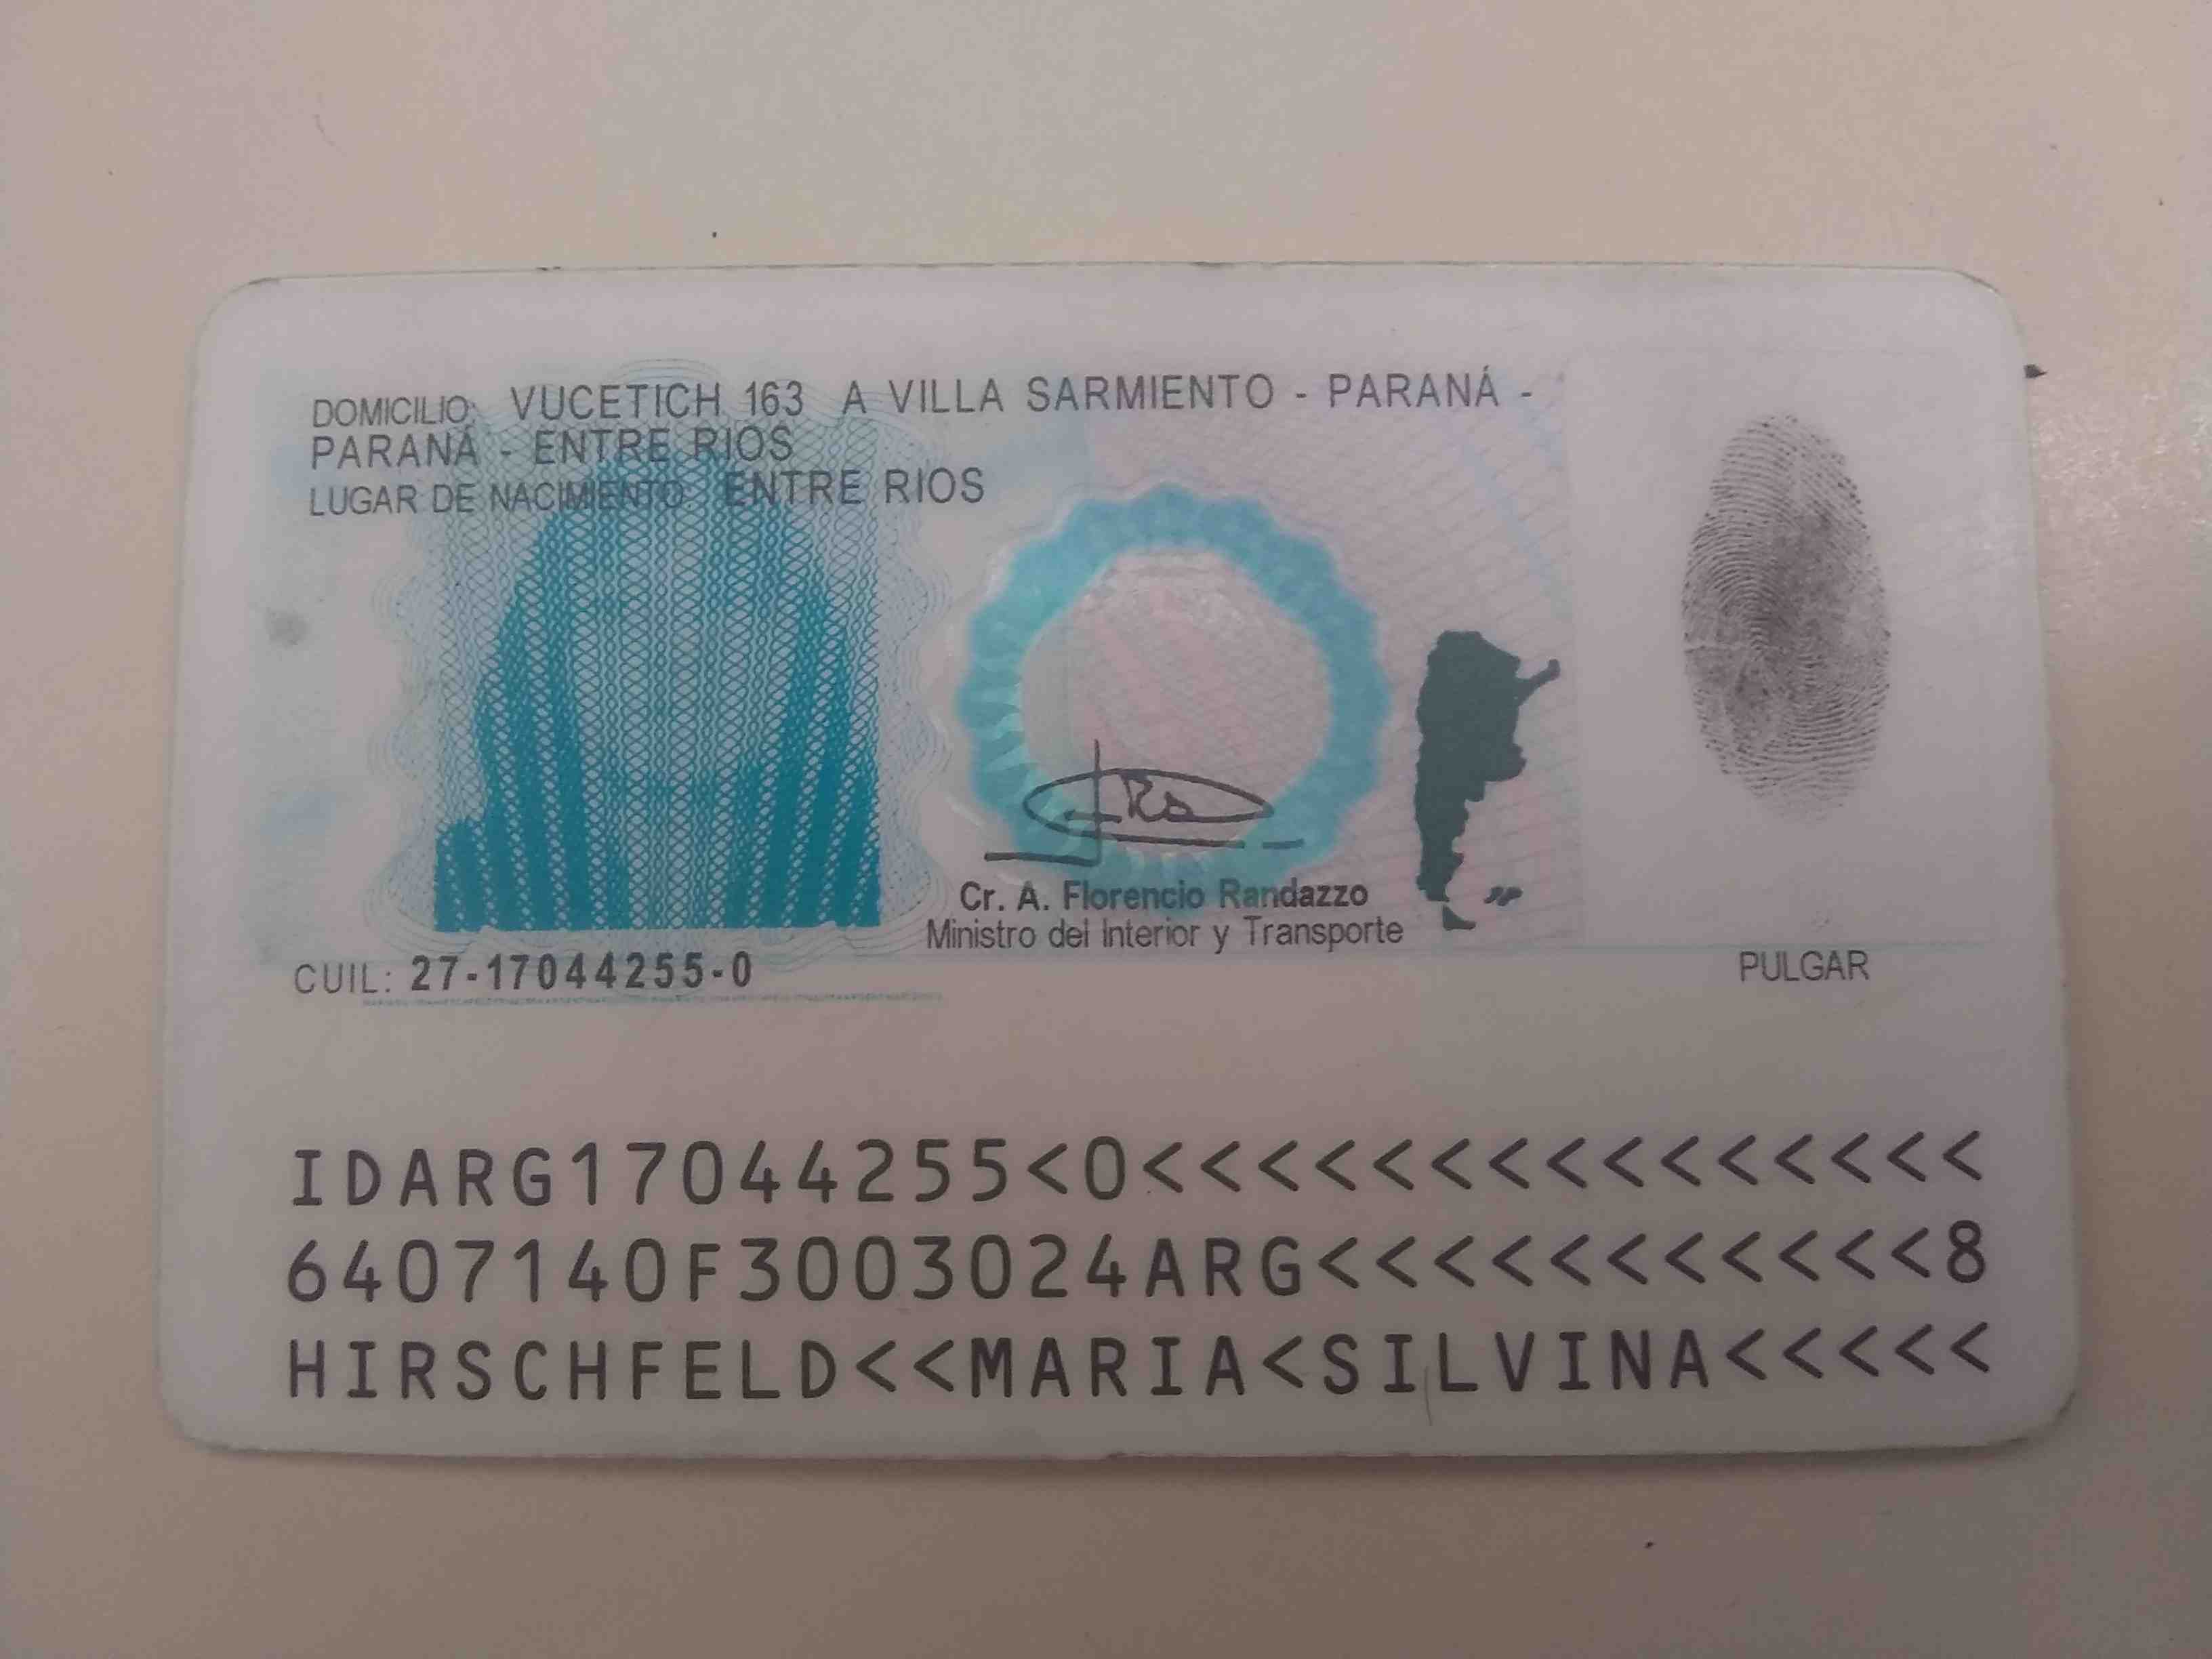 DOMICILIO: VUCETICH 163 A VILLA SARMIENTO - PARANÁ -
PARANÁ - ENTRE RIOS
LUGAR DE NACIMIENTO: ENTRE RIOS
Cr. A. Florencio Randazzo
Ministro del Interior y Transporte
CUIL: 27-17044255-0
PULGAR
IDARG17044255<0<<<<<<<<<<<<<<<
6407140F3003024ARG<<<<<<<<<<<8
HIRSCHFELD<<MARIA<SILVINA<<<<<